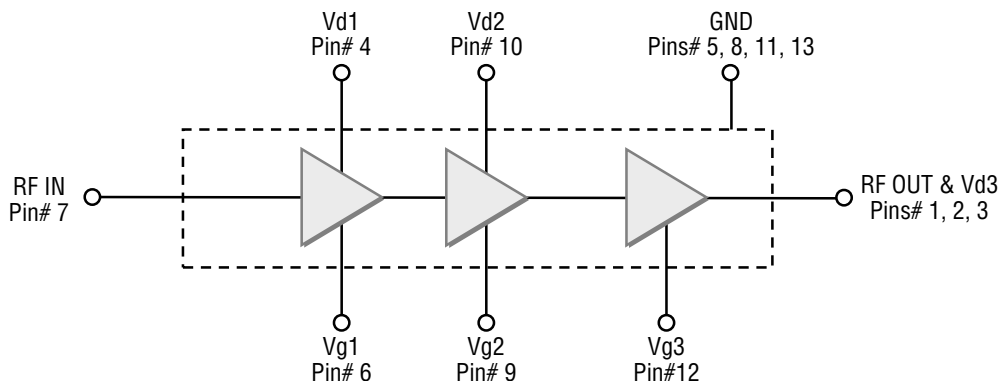 Vd1
Pin# 4
Vd2
Pin# 10
GND
Pins# 5, 8, 11, 13
RF IN
Pin# 7
RF OUT & Vd3
Pins# 1, 2, 3
Vg1
Pin# 6
Vg2
Pin# 9
Vg3
Pin#12